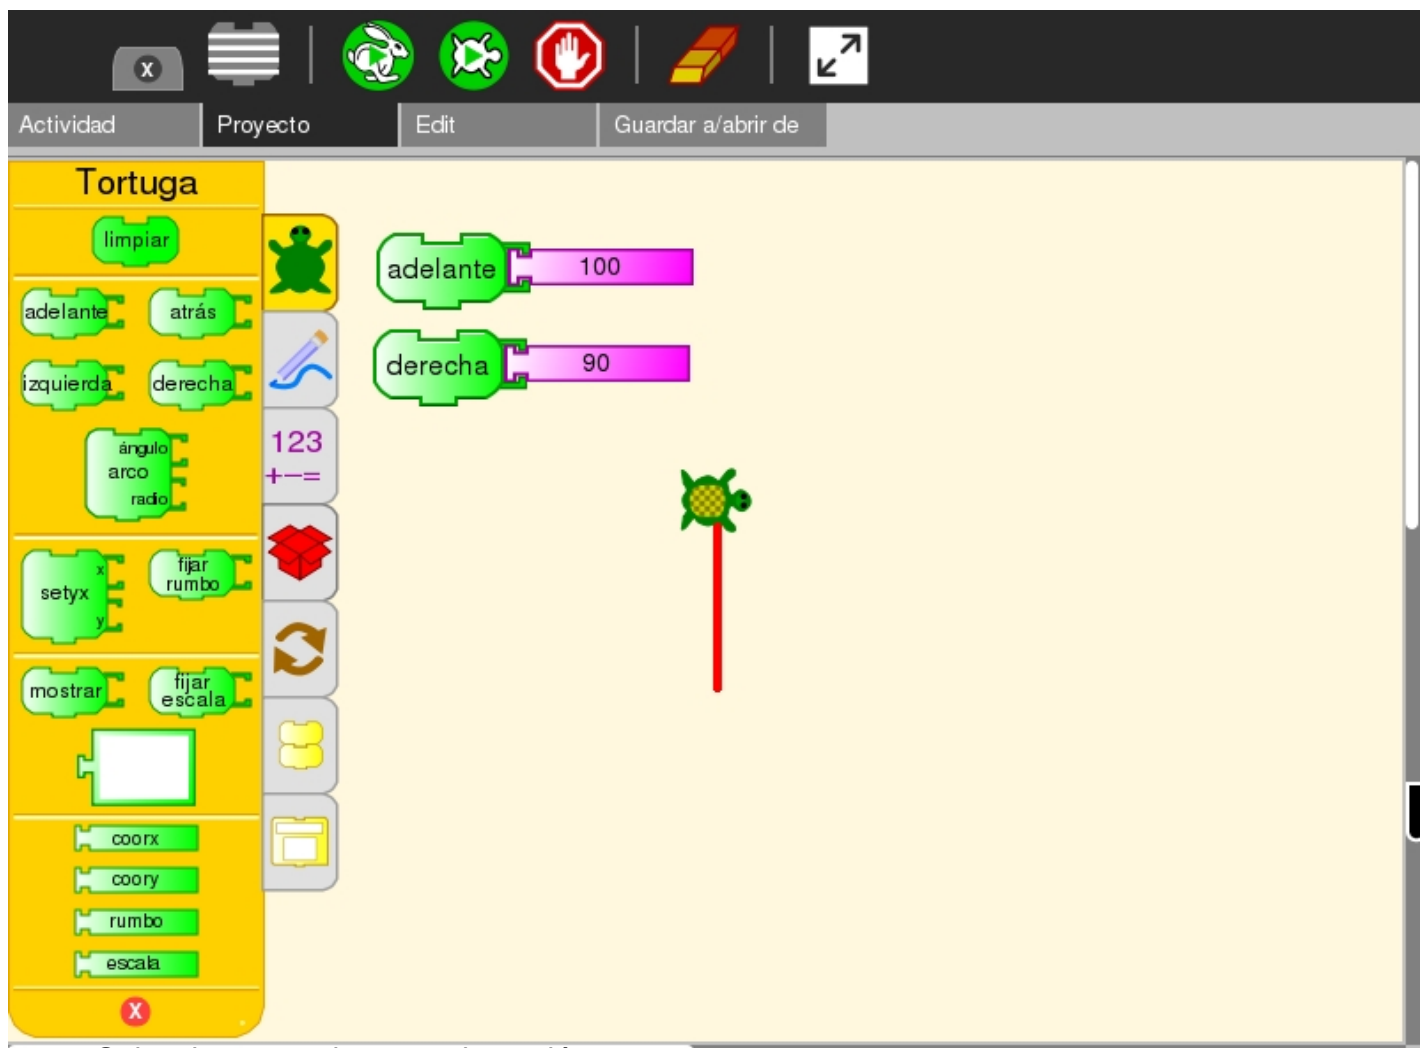 X
Actividad
Proyecto
Edit
Guardar a/abrir de
Tortuga
limpiar
adelante
atrás
izquierda
derecha
ángulo
arco
radio
x
setyx
y
fijar
rumbo
mostrar
fijar
escala
coorx
coory
rumbo
escala
X
123
+−=
adelante 100
derecha 90